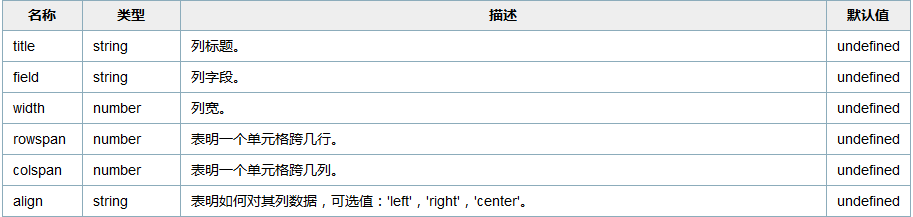 名称 类型 描述 默认值
title string 列标题。 undefined
field string 列字段。 undefined
width number 列宽。 undefined
rowspan number 表明一个单元格跨几行。 undefined
colspan number 表明一个单元格跨几列。 undefined
align string 表明如何对其列数据，可选值：'left'，'right'，'center'。 undefined